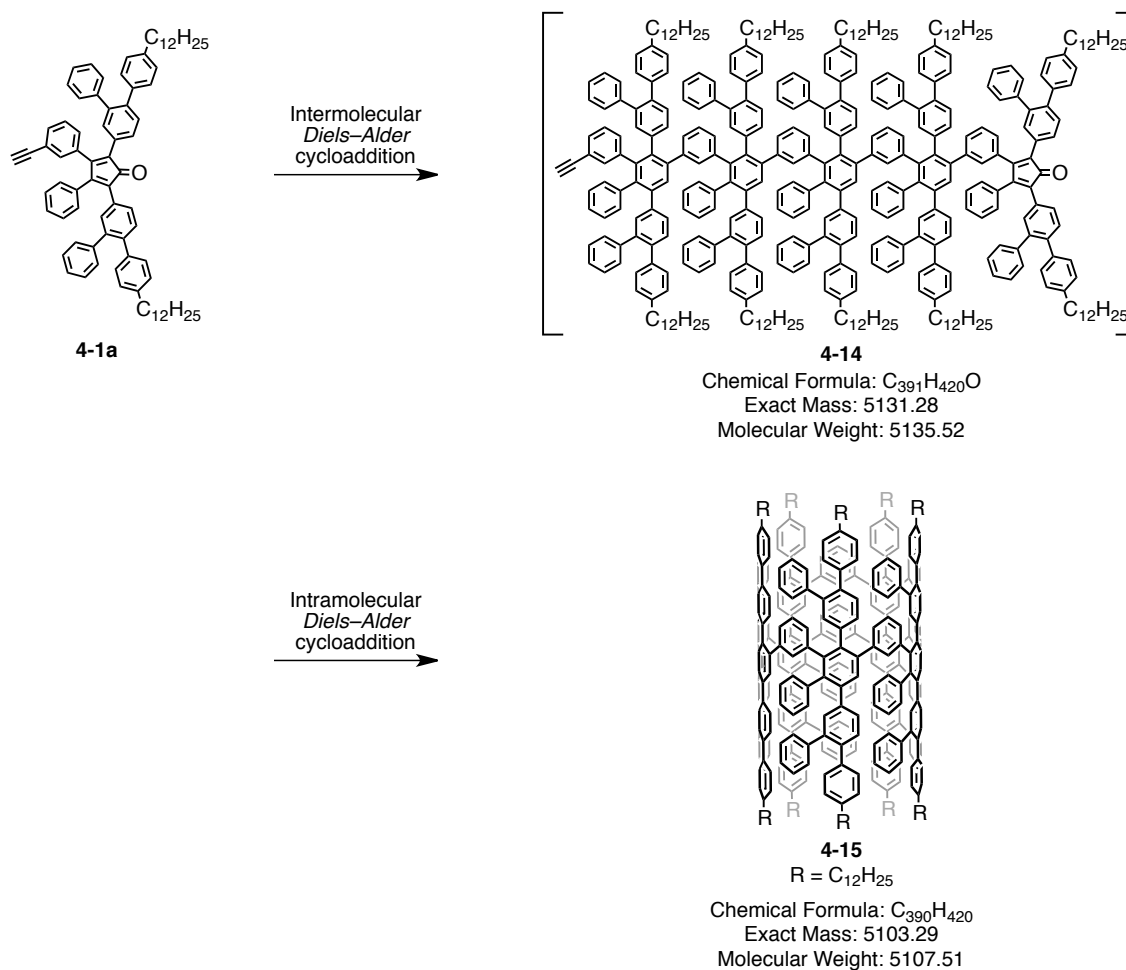 C12H25
C12H25 C12H25 C12H25 C12H25
C12H25
Intermolecular
Diels–Alder
cycloaddition
O
O
C12H25
C12H25 C12H25 C12H25 C12H25
C12H25
4-1a
4-14
Chemical Formula: C391H420O
Exact Mass: 5131.28
Molecular Weight: 5135.52
R R
R R R
Intramolecular
Diels–Alder
cycloaddition
R R
R R R
4-15
R = C12H25
Chemical Formula: C390H420
Exact Mass: 5103.29
Molecular Weight: 5107.51